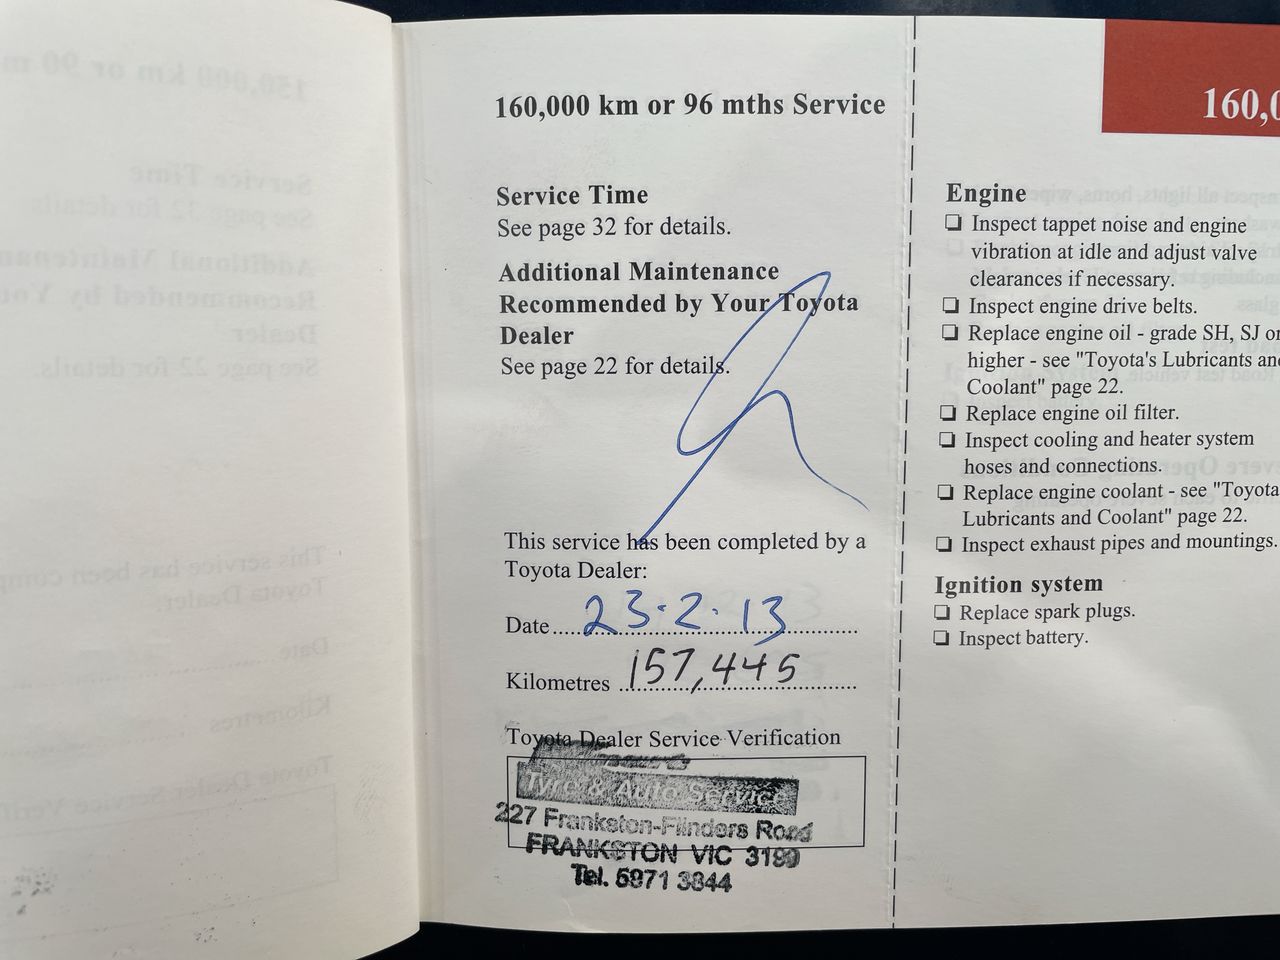 160,000 km or 96 mths Service
Service Time
See page 32 for details.
Additional Maintenance
Recommended by Your Toyota
Dealer
See page 22 for details.
This service has been completed by a
Toyota Dealer:
Date 23.2.13
Kilometres 157,445
Toyota Dealer Service Verification
Tyre & Auto Service
227 Frankston-Flinders Road
FRANKSTON VIC 3199
Tel. 5971 3844
160,0
Engine
❏ Inspect tappet noise and engine
vibration at idle and adjust valve
clearances if necessary.
❏ Inspect engine drive belts.
❏ Replace engine oil - grade SH, SJ or
higher - see "Toyota's Lubricants and
Coolant" page 22.
❏ Replace engine oil filter.
❏ Inspect cooling and heater system
hoses and connections.
❏ Replace engine coolant - see "Toyota
Lubricants and Coolant" page 22.
❏ Inspect exhaust pipes and mountings.
Ignition system
❏ Replace spark plugs.
❏ Inspect battery.